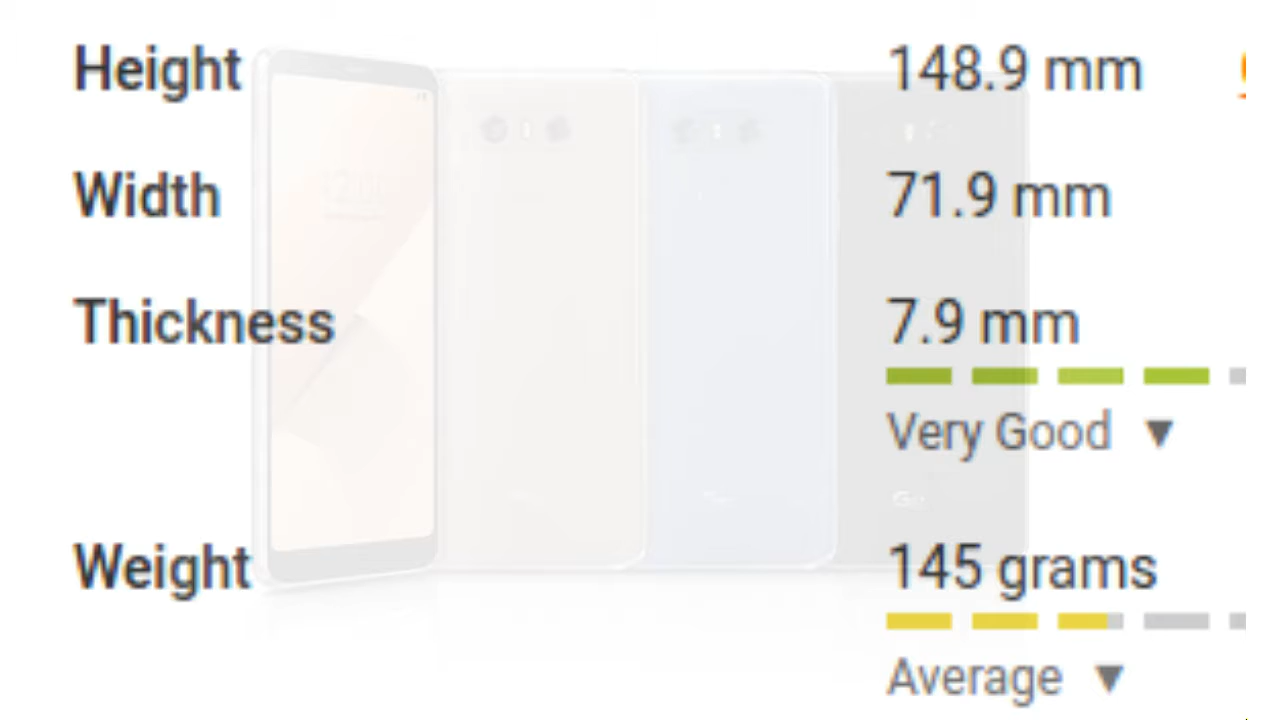 Height 148.9 mm
Width 71.9 mm
Thickness 7.9 mm
Very Good ▼
Weight 145 grams
Average ▼